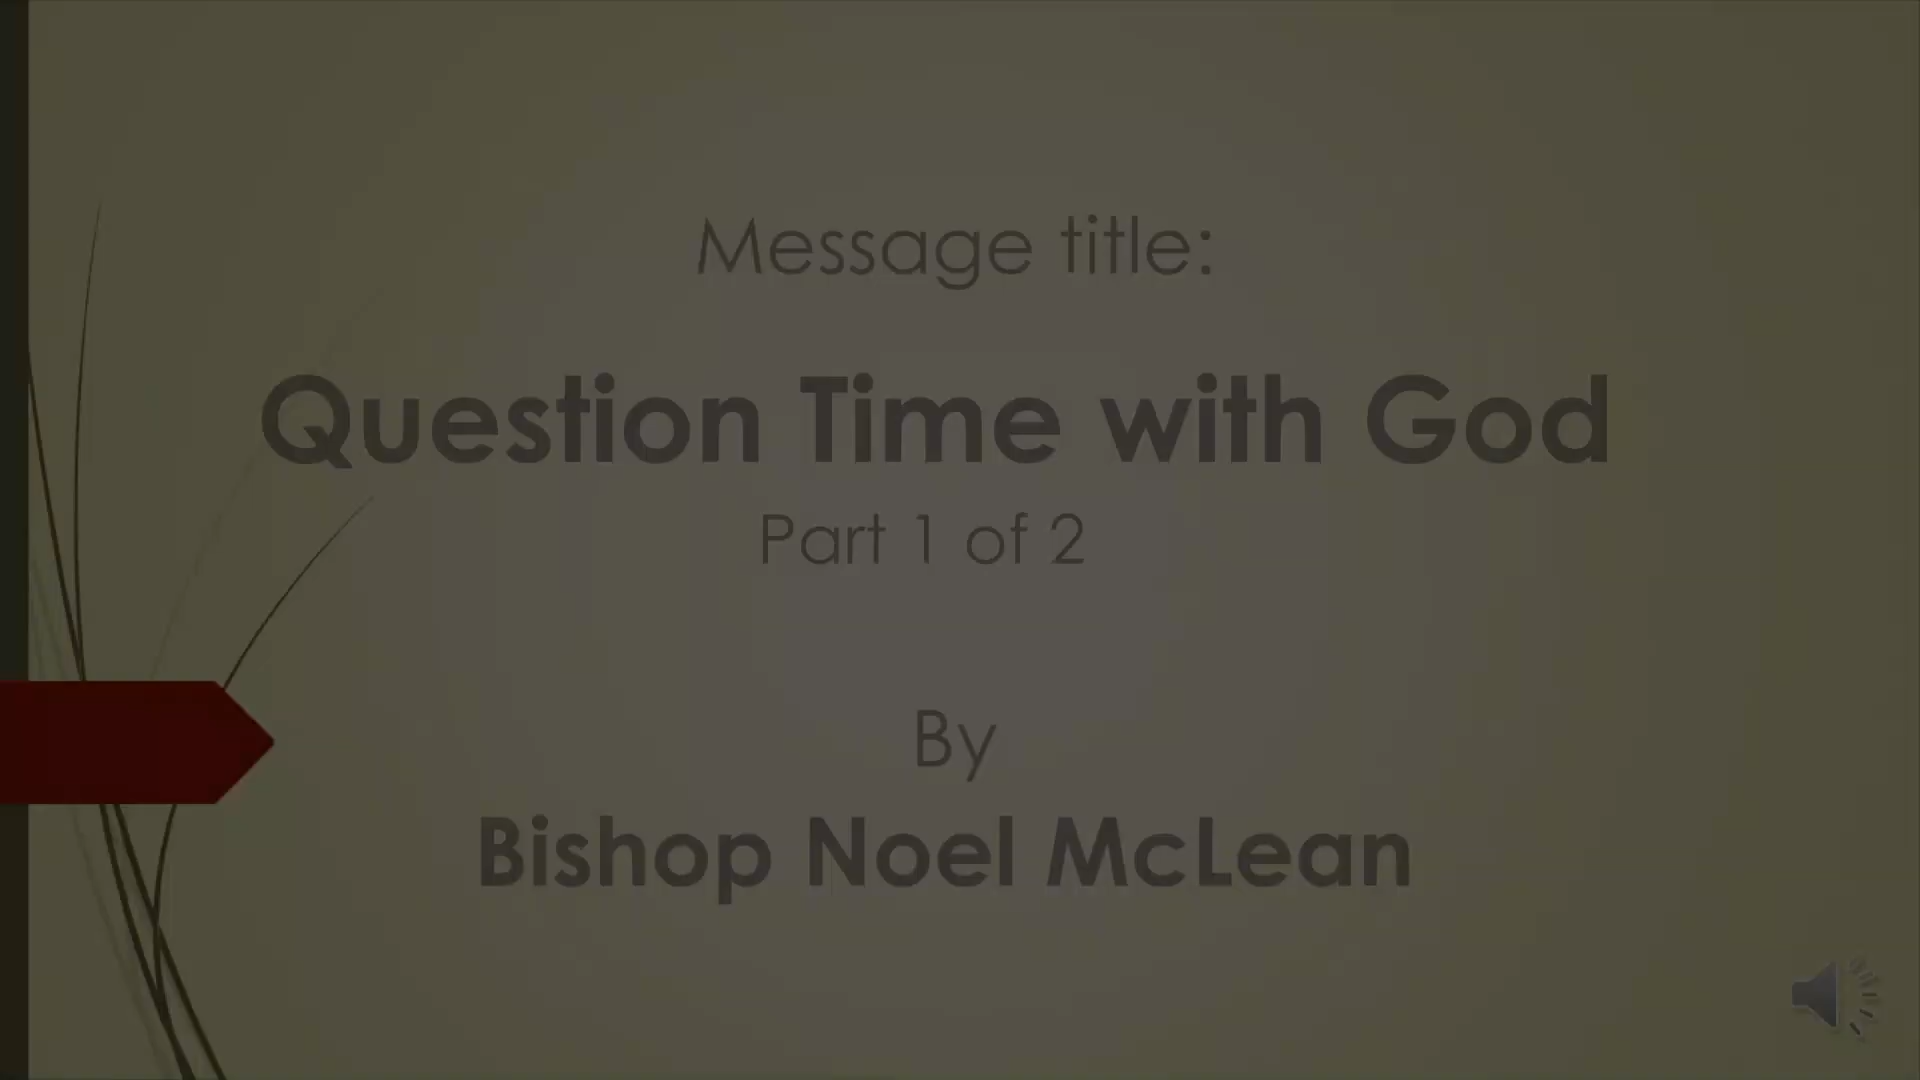 Message title:
Question Time with God
Part 1 of 2
By
Bishop Noel McLean